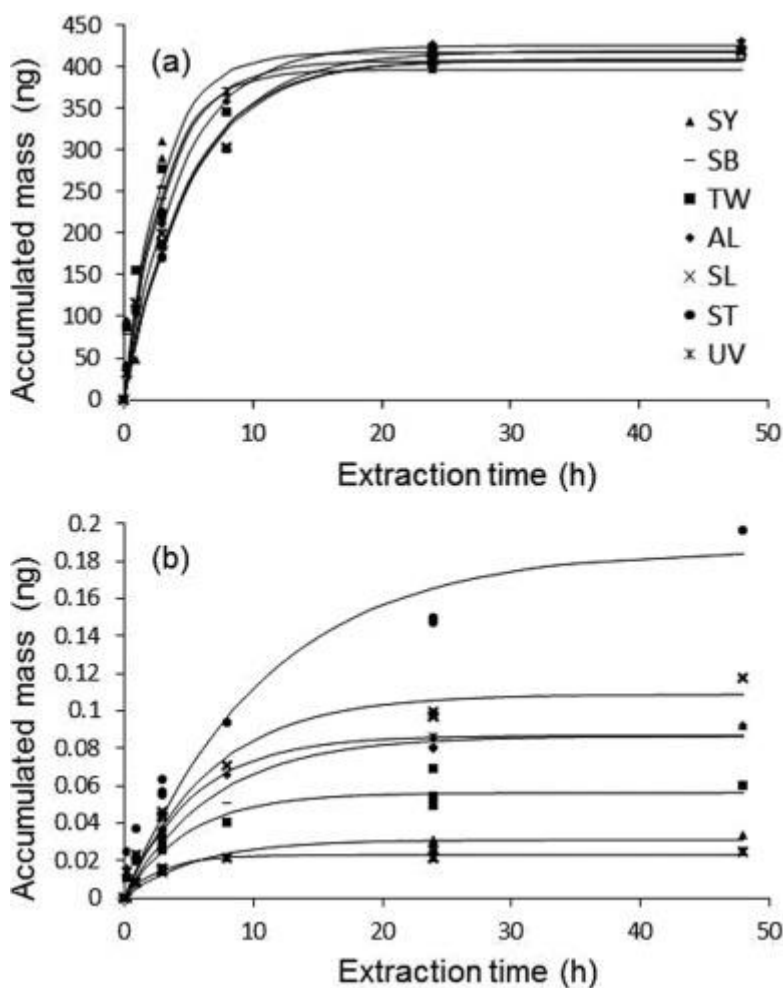 450
400
350
300
250
200
150
100
50
0
(a)
SY
SB
TW
AL
SL
ST
UV
Accumulated mass (ng)
0 10 20 30 40 50
Extraction time (h)
0.2
0.18
0.16
0.14
0.12
0.1
0.08
0.06
0.04
0.02
0
(b)
Accumulated mass (ng)
0 10 20 30 40 50
Extraction time (h)